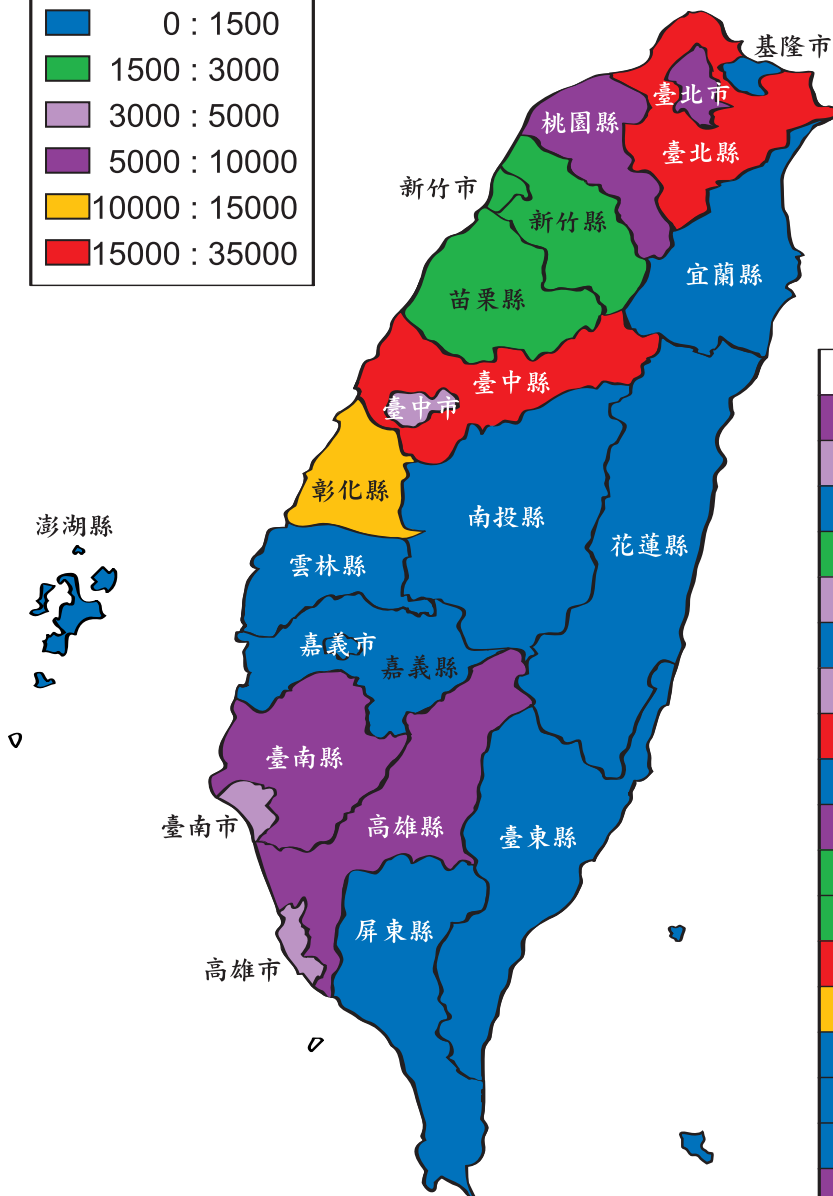 0 : 1500
1500 : 3000
3000 : 5000
5000 : 10000
10000 : 15000
15000 : 35000
基隆市
臺北市
桃園縣
臺北縣
新竹市
新竹縣
宜蘭縣
苗栗縣
臺中縣
臺中市
彰化縣
南投縣
澎湖縣
花蓮縣
雲林縣
嘉義市
嘉義縣
臺南縣
臺南市
高雄縣
臺東縣
屏東縣
高雄市